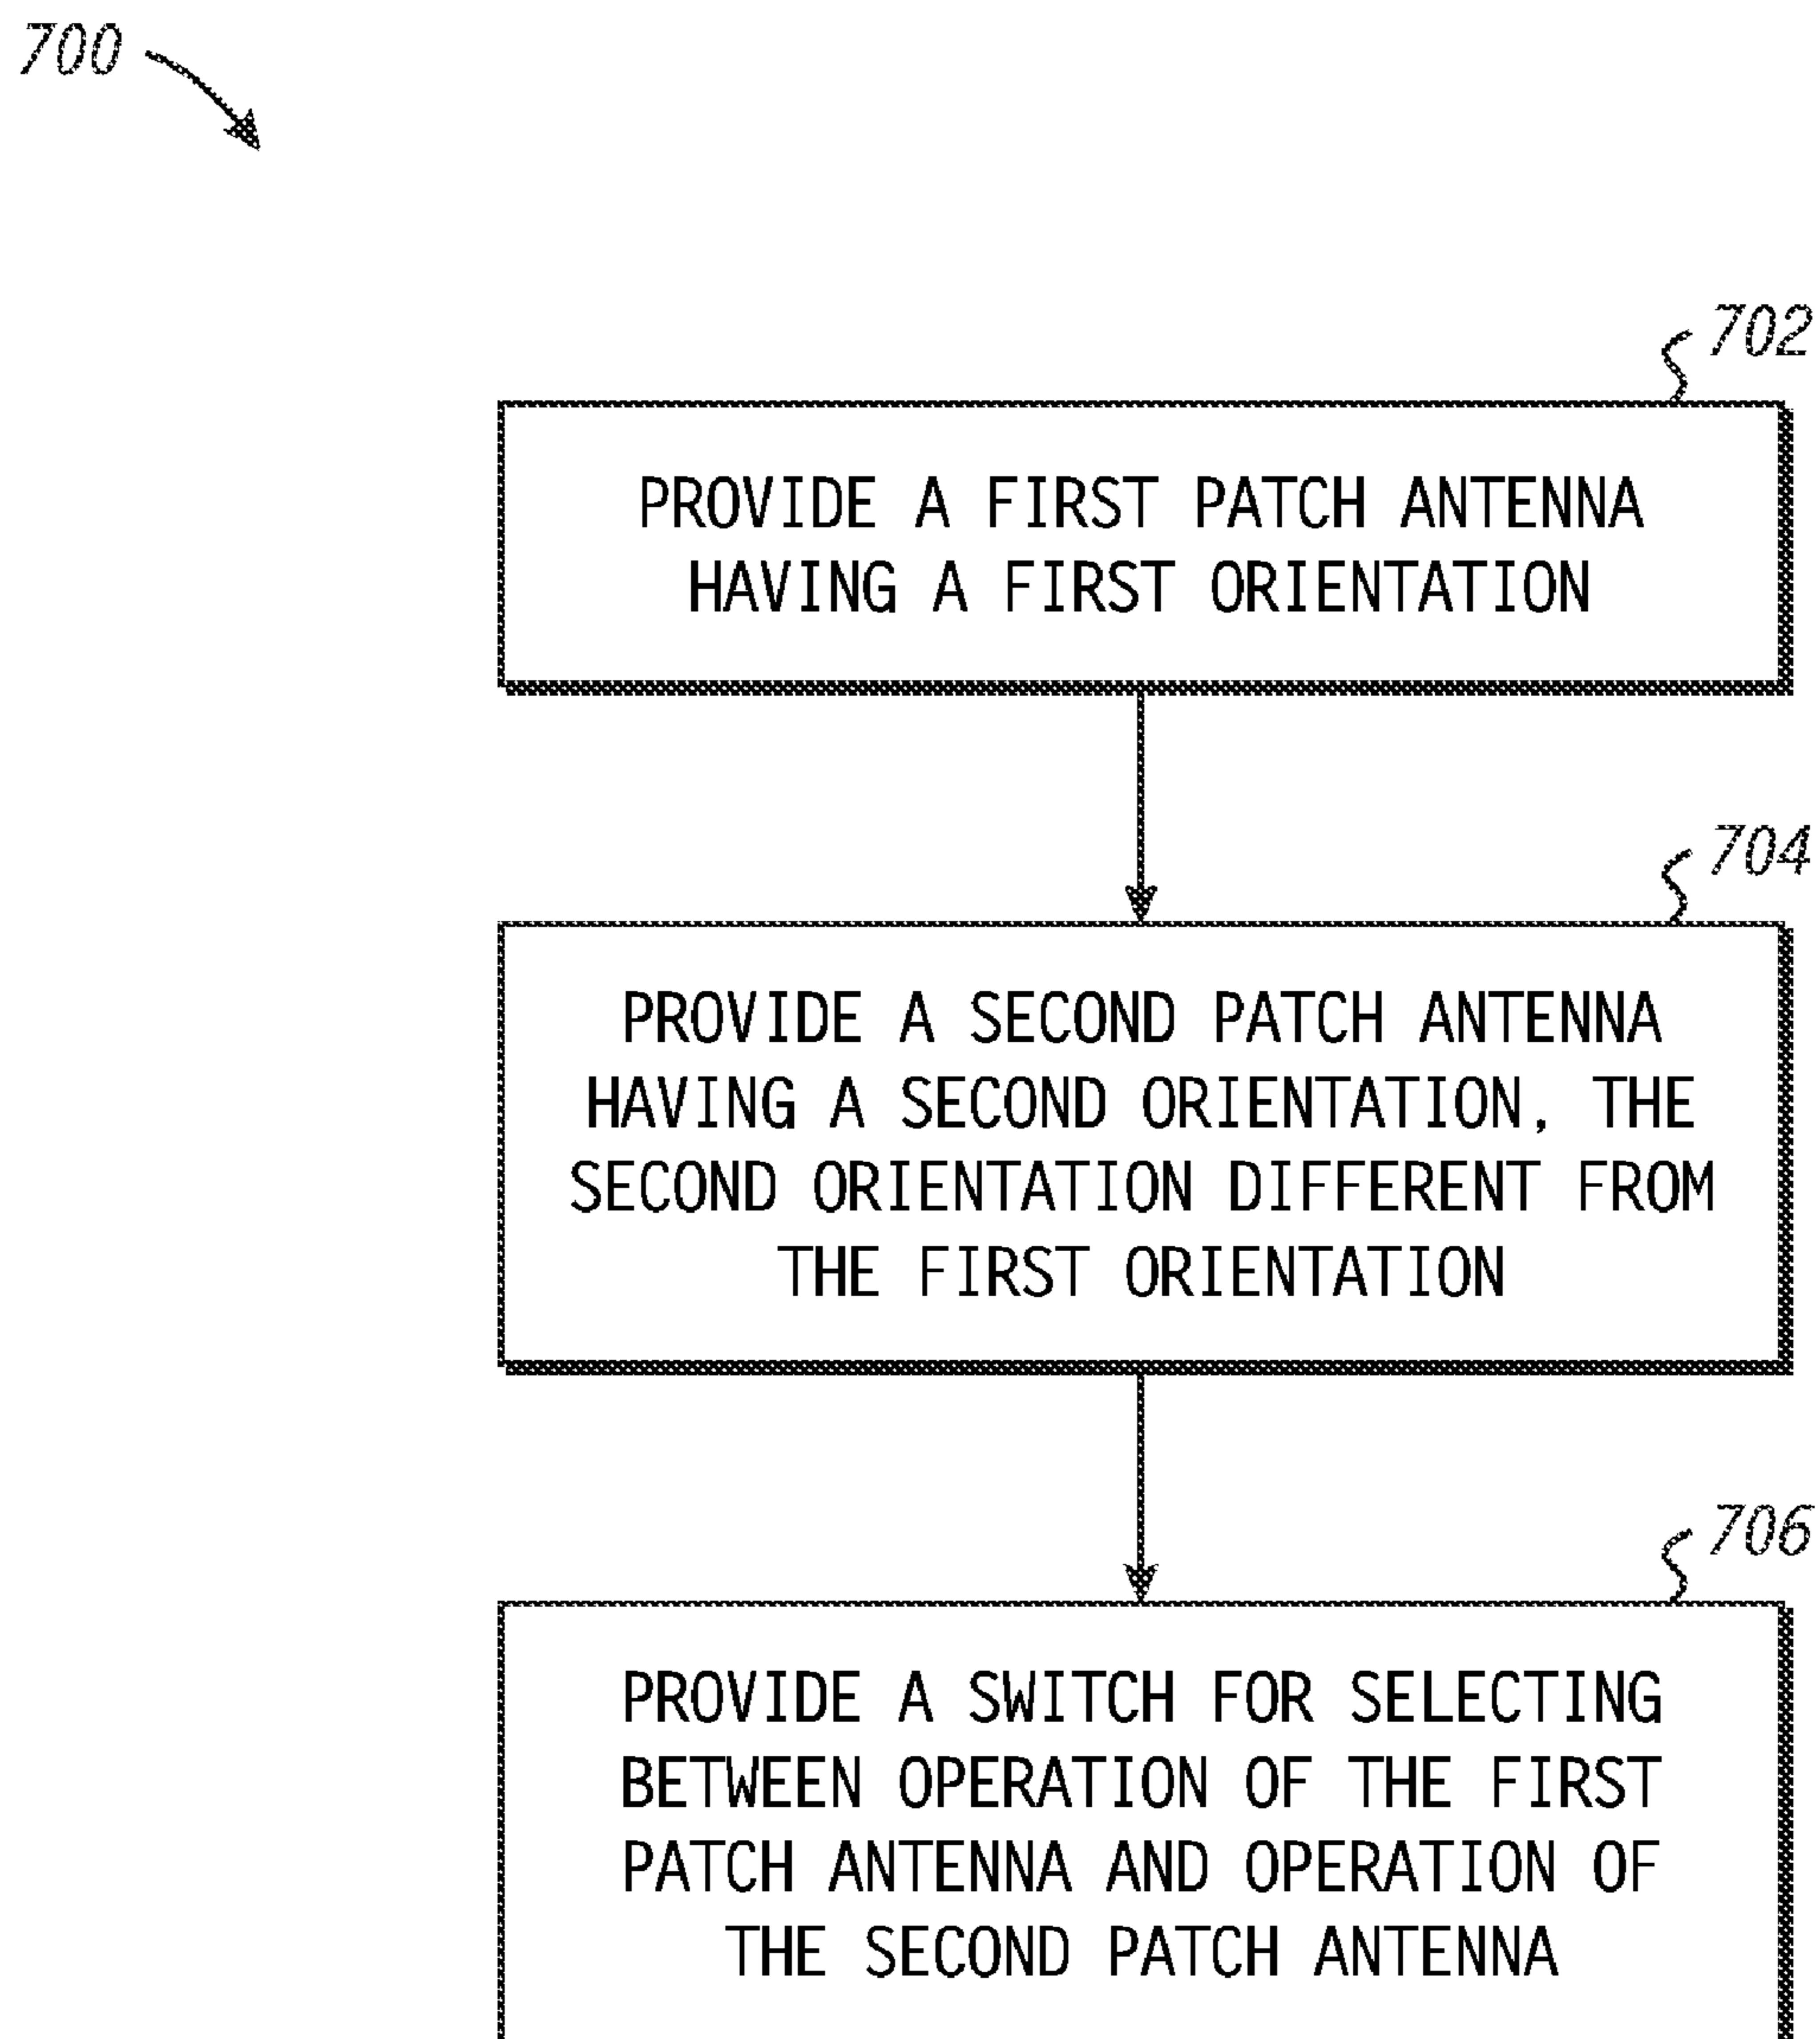 700
702
PROVIDE A FIRST PATCH ANTENNA
HAVING A FIRST ORIENTATION
704
PROVIDE A SECOND PATCH ANTENNA
HAVING A SECOND ORIENTATION, THE
SECOND ORIENTATION DIFFERENT FROM
THE FIRST ORIENTATION
706
PROVIDE A SWITCH FOR SELECTING
BETWEEN OPERATION OF THE FIRST
PATCH ANTENNA AND OPERATION OF
THE SECOND PATCH ANTENNA